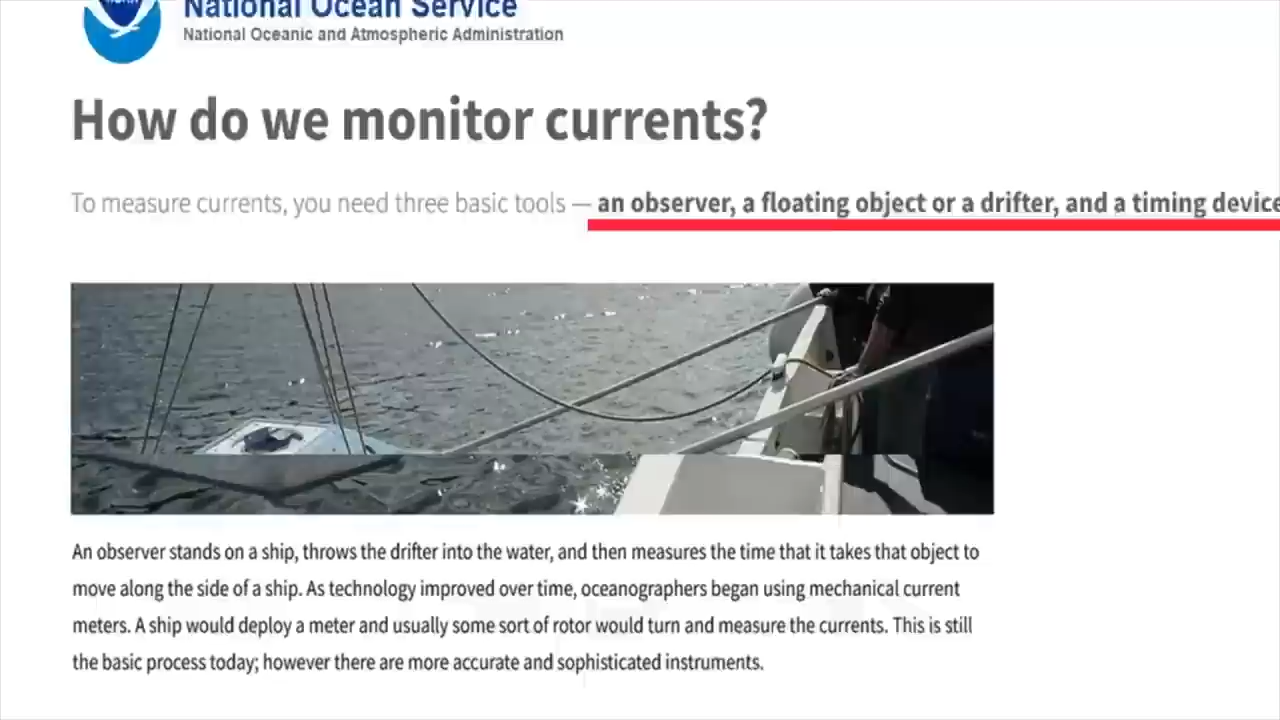 National Ocean Service
National Oceanic and Atmospheric Administration
How do we monitor currents?
To measure currents, you need three basic tools — an observer, a floating object or a drifter, and a timing device
An observer stands on a ship, throws the drifter into the water, and then measures the time that it takes that object to
move along the side of a ship. As technology improved over time, oceanographers began using mechanical current
meters. A ship would deploy a meter and usually some sort of rotor would turn and measure the currents. This is still
the basic process today; however there are more accurate and sophisticated instruments.